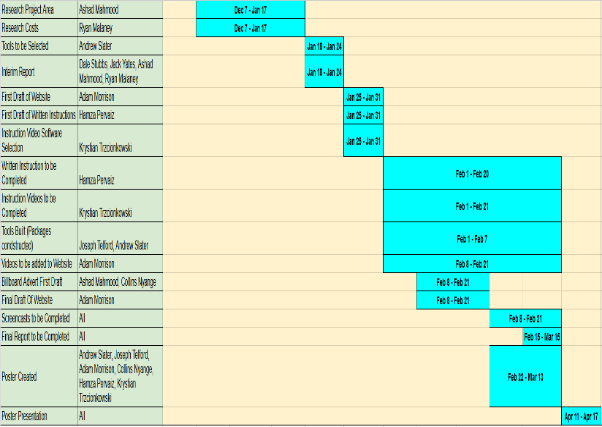 Research Project Area Ashad Mahmood Dec 7 - Jan 17
Research Costs Ryan Malaney Dec 7 - Jan 17
Tools to be Selected Andrew Slater Jan 18 - Jan 24
Interim Report Dale Stubbs, Jack Yates, Ashad
Mahmood, Ryan Malaney Jan 18 - Jan 24
First Draft of Website Adam Morrison Jan 25 - Jan 31
First Draft of Written Instructions Hamza Pervaiz Jan 25 - Jan 31
Instruction Video Software
Selection Krystian Trzcionkowski Jan 25 - Jan 31
Written Instruction to be
Completed Hamza Pervaiz Feb 1 - Feb 20
Instruction Videos to be
Completed Krystian Trzcionkowski Feb 1 - Feb 21
Tools Built (Packages
constructed) Joseph Telford, Andrew Slater Feb 1 - Feb 7
Videos to be added to Website Adam Morrison Feb 8 - Feb 21
Billboard Advert First Draft Ashad Mahmood, Collins Nyange Feb 8 - Feb 21
Final Draft Of Website Adam Morrison Feb 8 - Feb 21
Screencasts to be Completed All Feb 8 - Feb 21
Final Report to be Completed All Feb 15 - Mar 15
Poster Created Andrew Slater, Joseph Telford,
Adam Morrison, Collins Nyange,
Hamza Pervaiz, Krystian
Trzcionkowski Feb 22 - Mar 13
Poster Presentation All Apr 11 - Apr 17